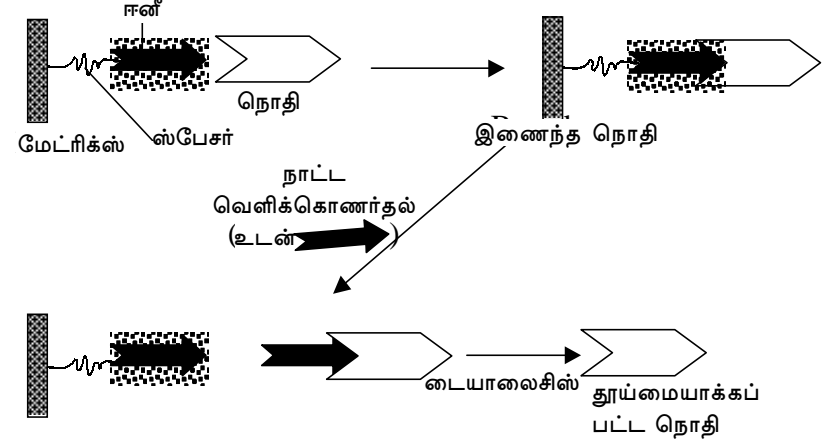 ஈனீ
நொதி
மேட்ரிக்ஸ்
ஸ்பேசர்
இணைந்த நொதி
நாட்ட
வெளிக்கொணர்தல்
(உடன் )
டையாலைசிஸ்
தூய்மையாக்கப்
பட்ட நொதி